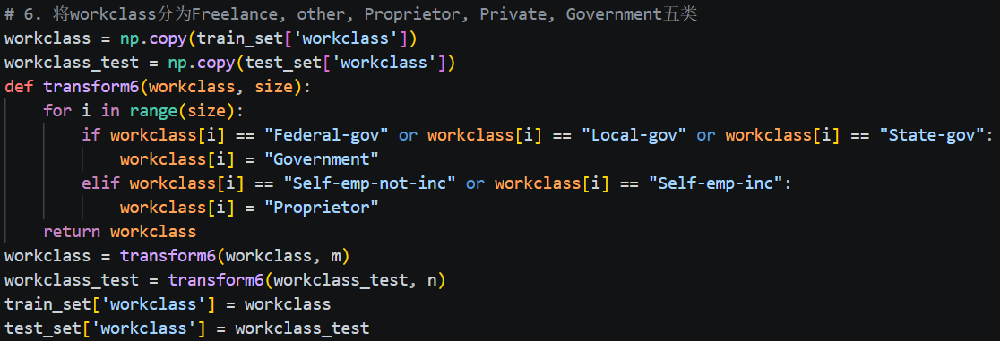 # 6. 将workclass分为Freelance, other, Proprietor, Private, Government五类
workclass = np.copy(train_set['workclass'])
workclass_test = np.copy(test_set['workclass'])
def transform6(workclass, size):
    for i in range(size):
        if workclass[i] == "Federal-gov" or workclass[i] == "Local-gov" or workclass[i] == "State-gov":
            workclass[i] = "Government"
        elif workclass[i] == "Self-emp-not-inc" or workclass[i] == "Self-emp-inc":
            workclass[i] = "Proprietor"
    return workclass
workclass = transform6(workclass, m)
workclass_test = transform6(workclass_test, n)
train_set['workclass'] = workclass
test_set['workclass'] = workclass_test